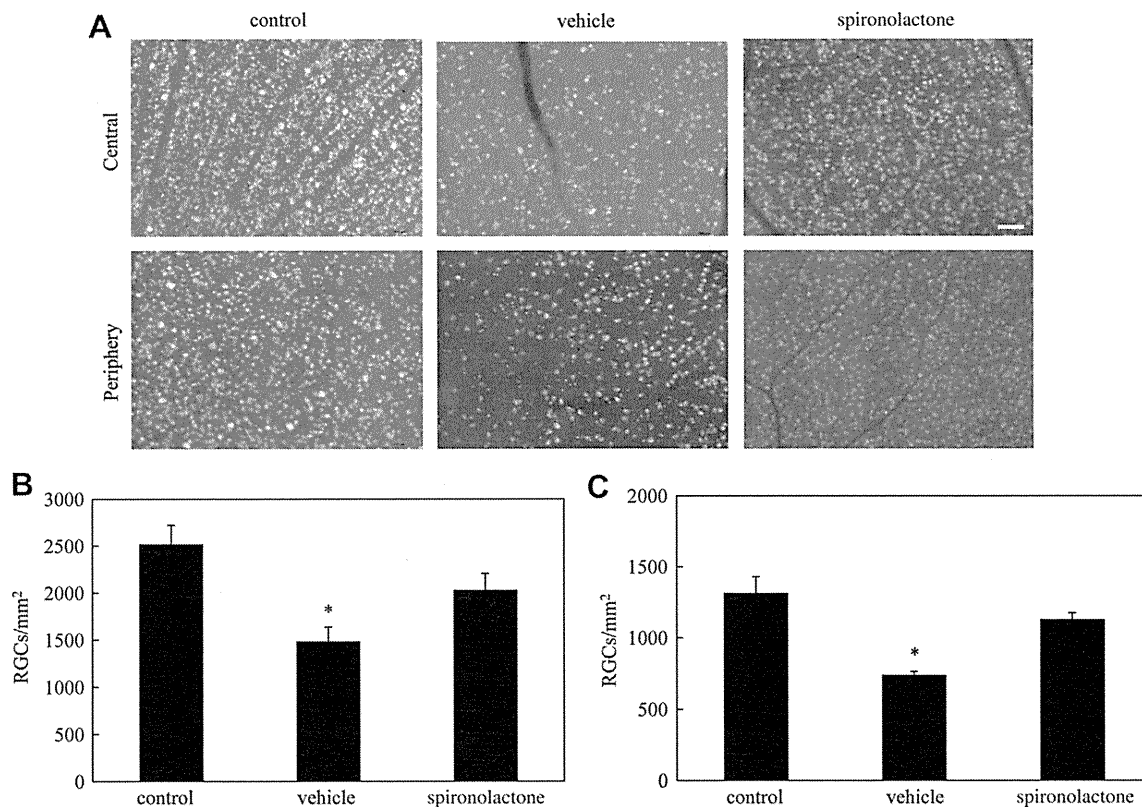 A
control vehicle spironolactone
Central
Periphery
B
RGCs/mm²
3000
2500
2000
1500
1000
500
0
*
control vehicle spironolactone
C
RGCs/mm²
2000
1500
1000
500
0
*
control vehicle spironolactone